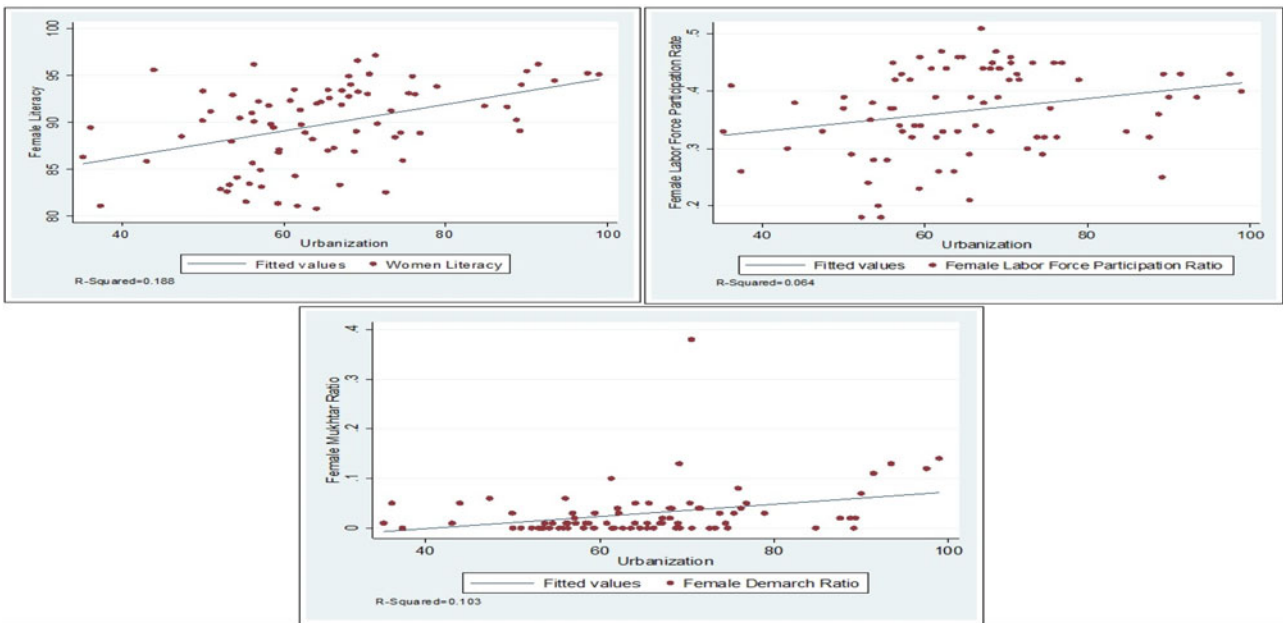 100
95
90
85
80
Female Literacy
40
60
80
100
Urbanization
Fitted values
Women Literacy
R-Squared=0.188
.5
.4
.3
.2
Female Labor Force Participation Rate
40
60
80
100
Urbanization
Fitted values
Female Labor Force Participation Ratio
R-Squared=0.064
.4
.3
.2
.1
0
Female Mukhtar Ratio
40
60
80
100
Urbanization
Fitted values
Female Demarch Ratio
R-Squared=0.103